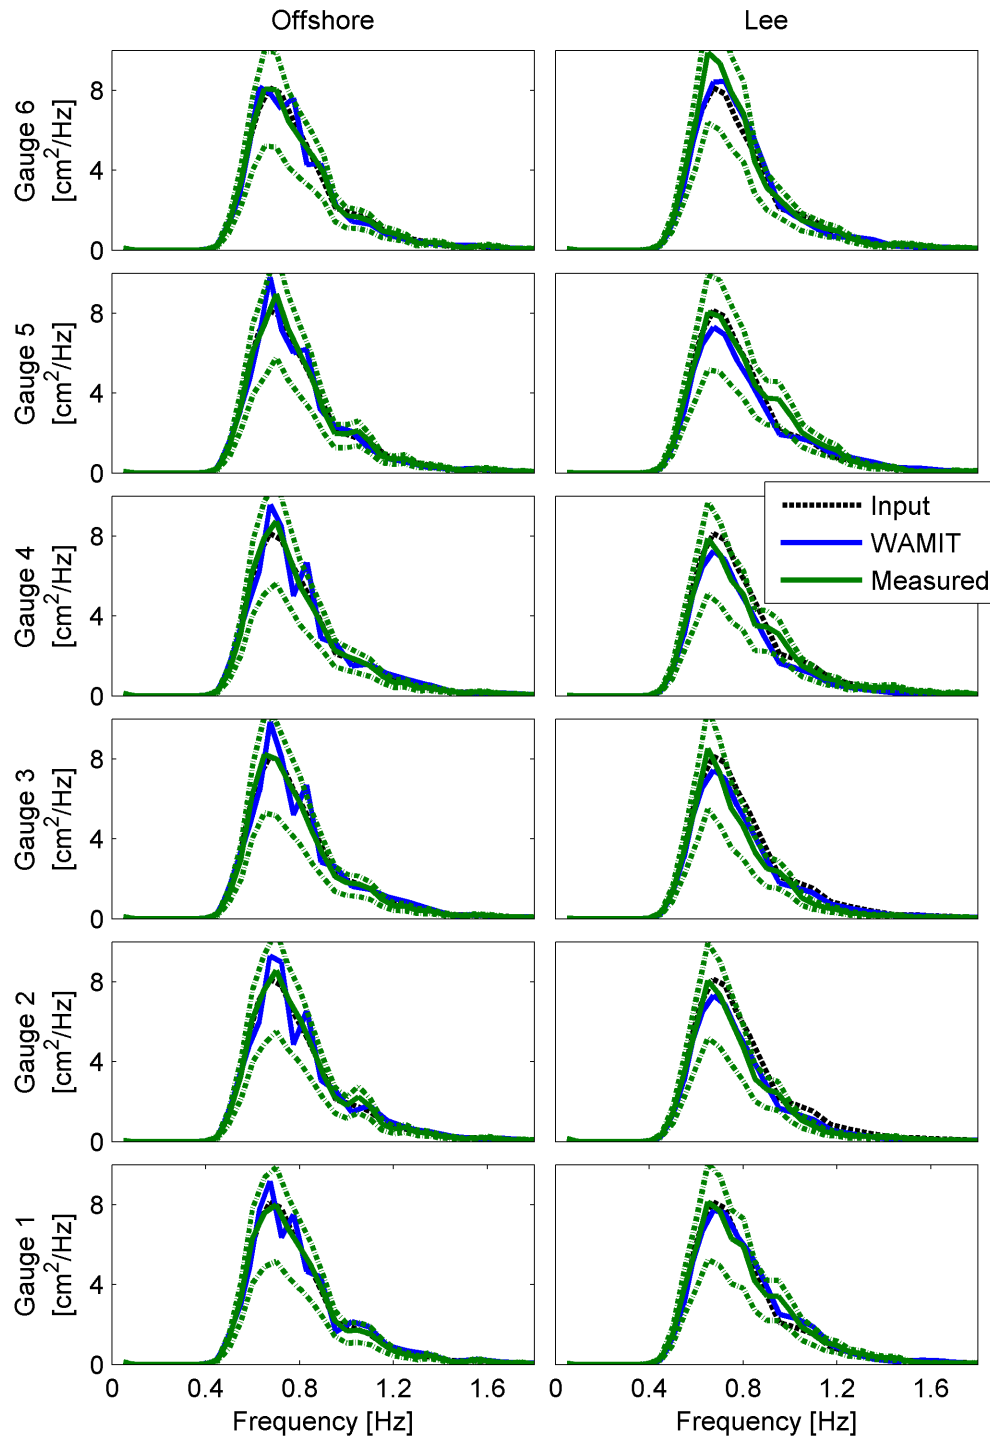 Offshore Lee
Gauge 6
[cm²/Hz]
8
4
0
Gauge 5
[cm²/Hz]
8
4
0
Input
WAMIT
Measured
Gauge 4
[cm²/Hz]
8
4
0
Gauge 3
[cm²/Hz]
8
4
0
Gauge 2
[cm²/Hz]
8
4
0
Gauge 1
[cm²/Hz]
8
4
0
0 0.4 0.8 1.2 1.6 0 0.4 0.8 1.2 1.6
Frequency [Hz] Frequency [Hz]